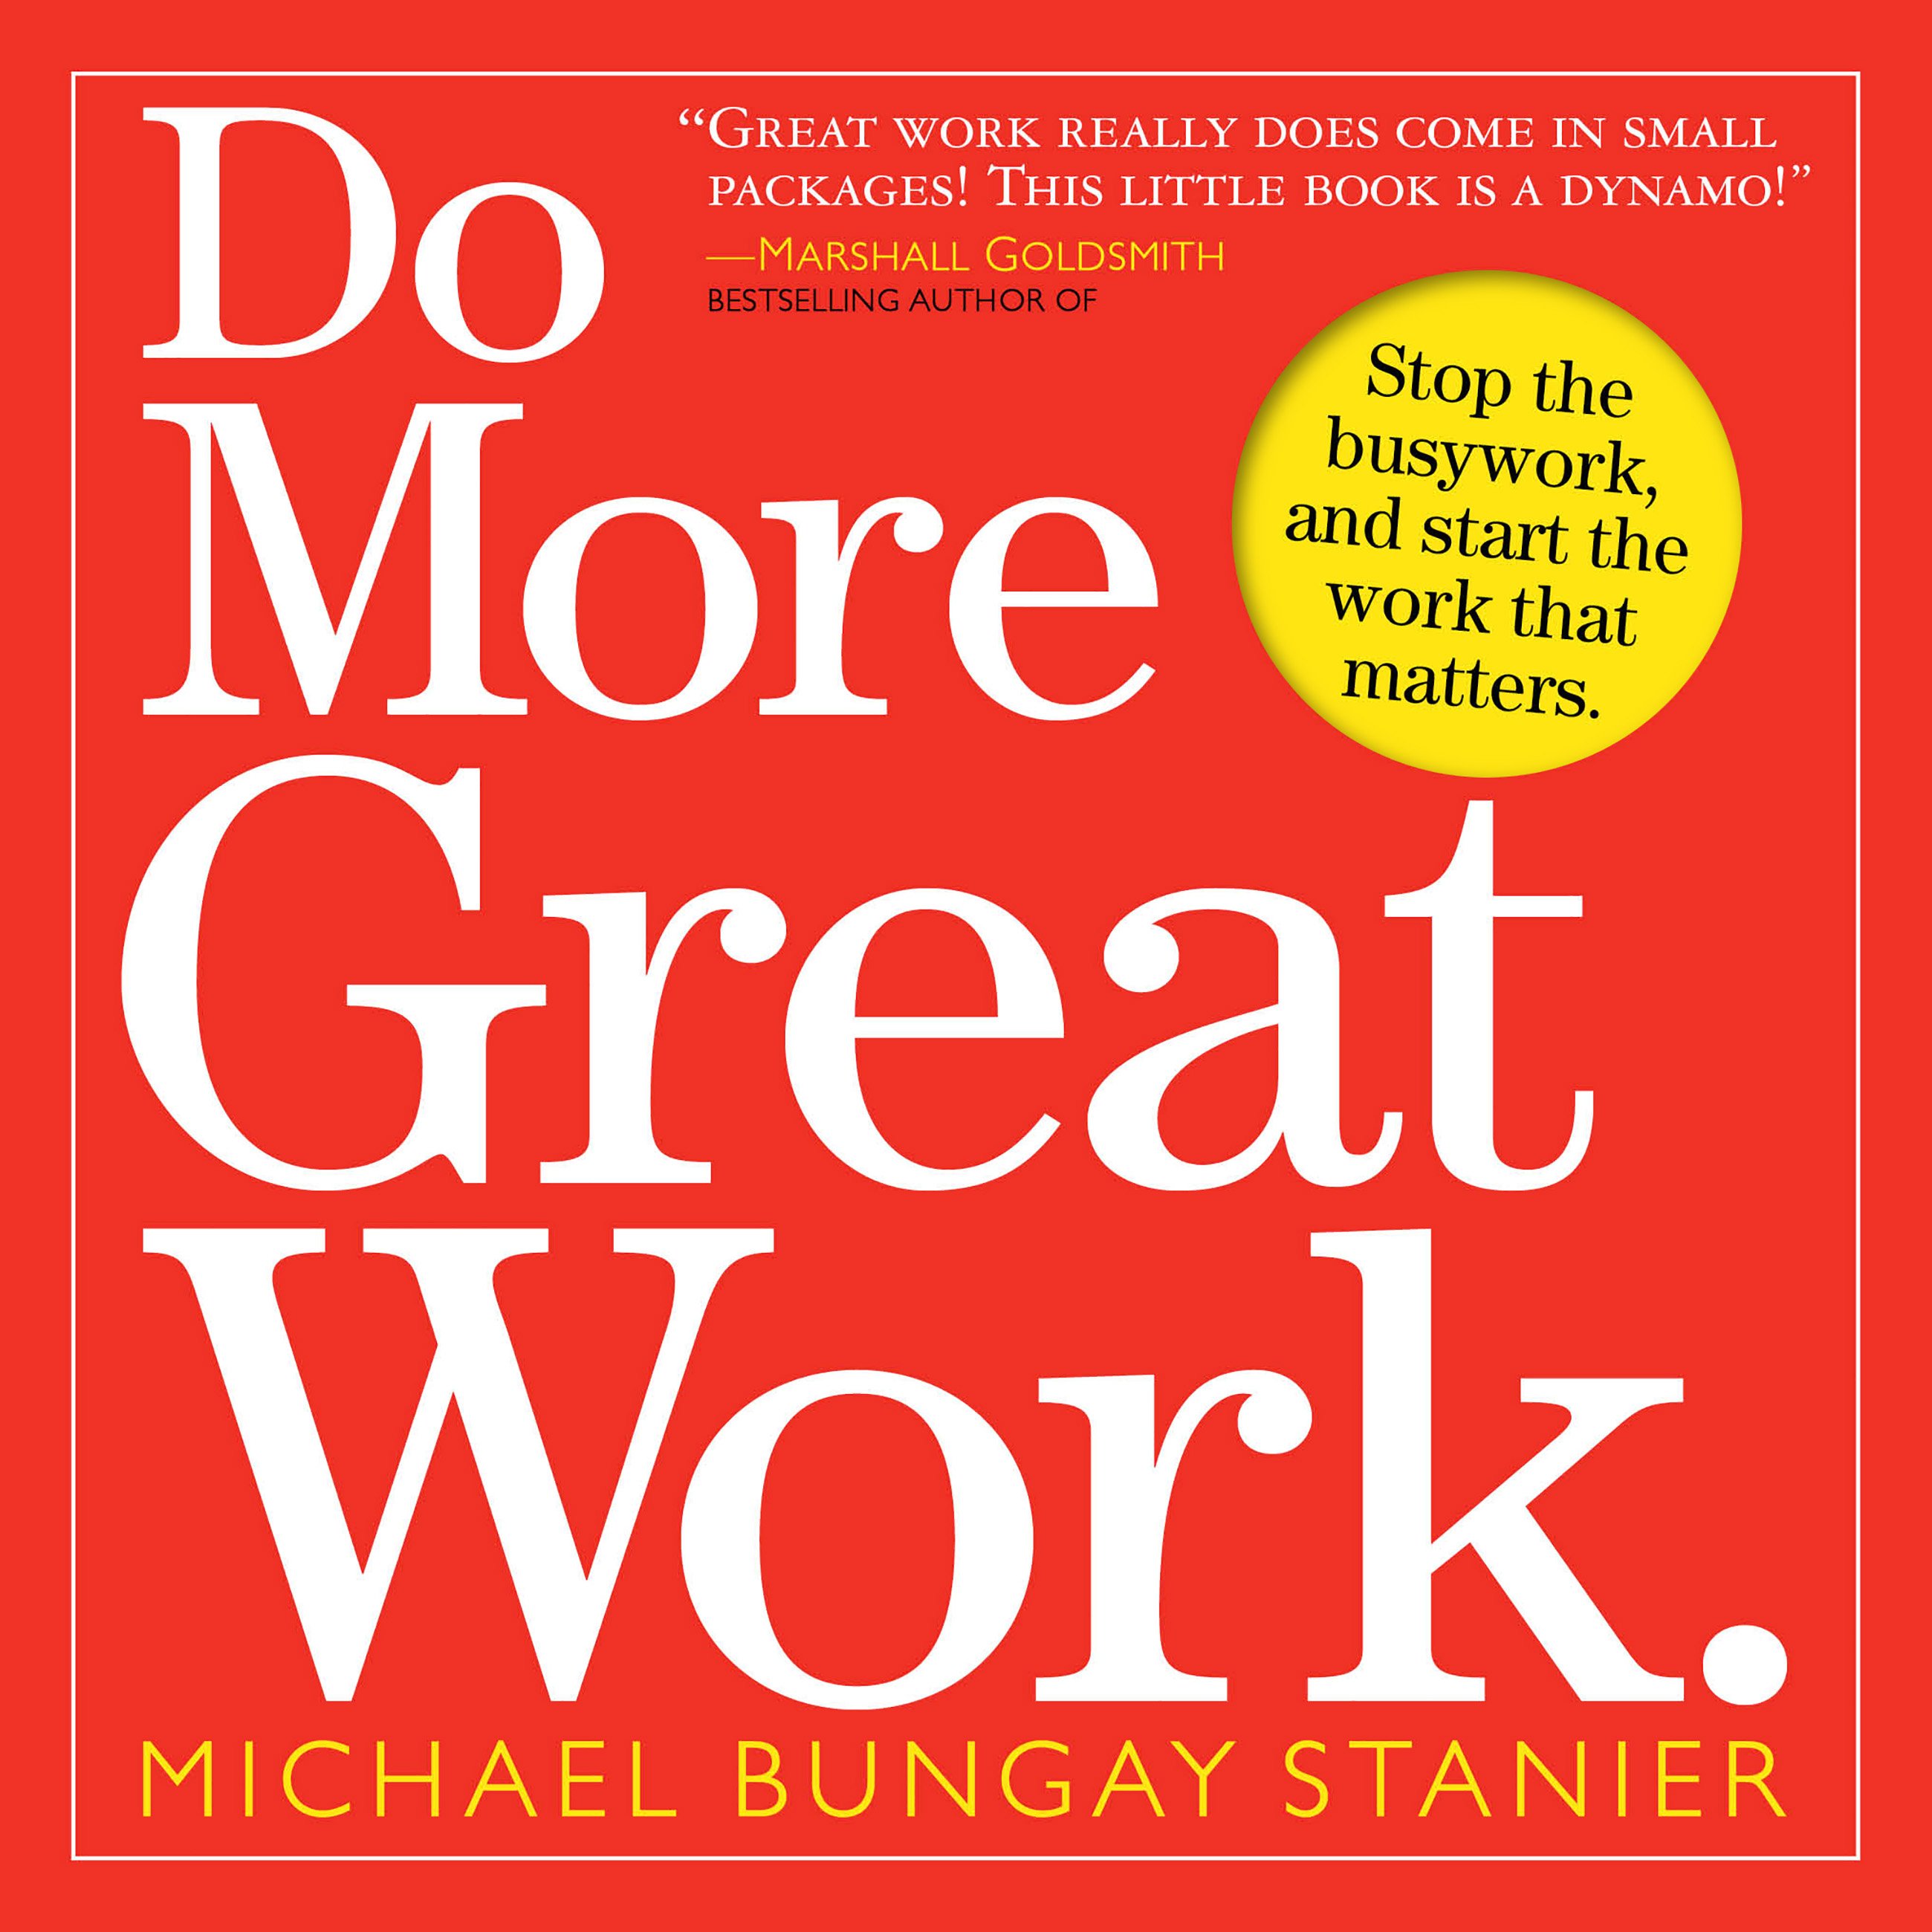 Do
More
Great
Work.
“GREAT WORK REALLY DOES COME IN SMALL
PACKAGES! THIS LITTLE BOOK IS A DYNAMO!”
—MARSHALL GOLDSMITH
BESTSELLING AUTHOR OF
Stop the
busywork,
and start the
work that
matters.
MICHAEL BUNGAY STANIER